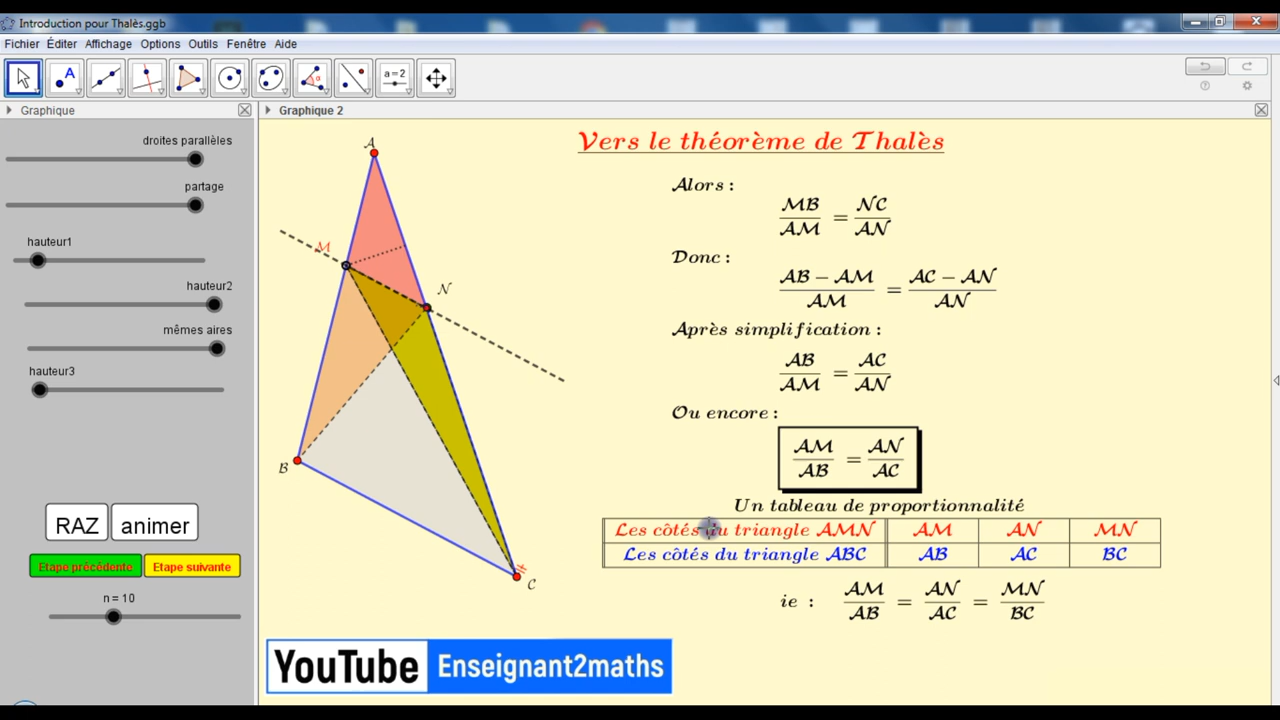 Introduction pour Thalès.ggb
Fichier Éditer Affichage Options Outils Fenêtre Aide
A a = 2
Graphique
Graphique 2
droites parallèles
partage
hauteur1
hauteur2
mêmes aires
hauteur3
RAZ animer
Etape précédente Etape suivante
n = 10
A
M
N
B
C
Vers le théorème de Thalès
Alors :
MB/AM = NC/AN
Donc :
AB − AM/AM = AC − AN/AN
Après simplification :
AB/AM = AC/AN
Ou encore :
AM/AB = AN/AC
Un tableau de proportionnalité
Les côtés du triangle AMN AM AN MN
Les côtés du triangle ABC AB AC BC
ie : AM/AB = AN/AC = MN/BC
YouTube Enseignant2maths